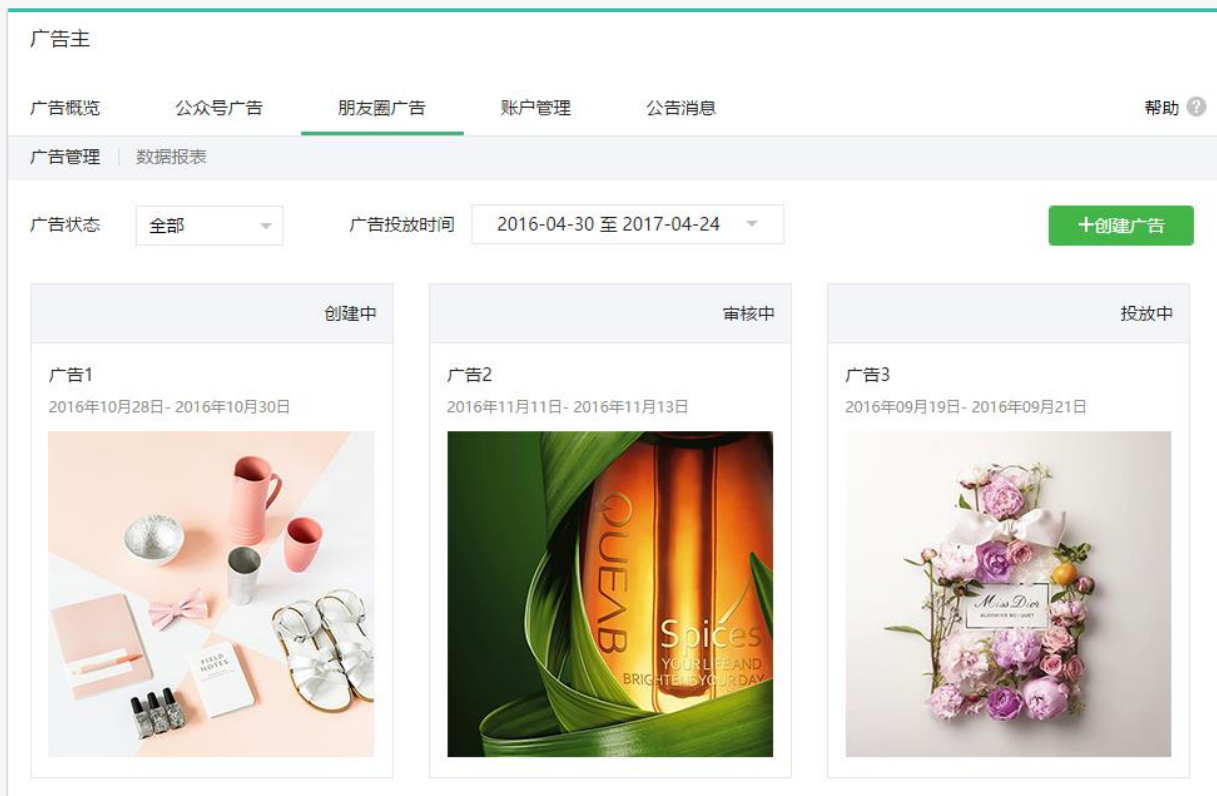 广告主
广告概览 公众号广告 朋友圈广告 账户管理 公告消息 帮助 ?
广告管理 数据报表
广告状态 全部 广告投放时间 2016-04-30 至 2017-04-24 +创建广告
创建中 审核中 投放中
广告1 广告2 广告3
2016年10月28日- 2016年10月30日 2016年11月11日- 2016年11月13日 2016年09月19日- 2016年09月21日
QUEAB
Spices
YOUR LIFE AND
BRIGHTENS YOUR DAY
FIELD
NOTES
Miss Dior
BLOOMING BOUQUET